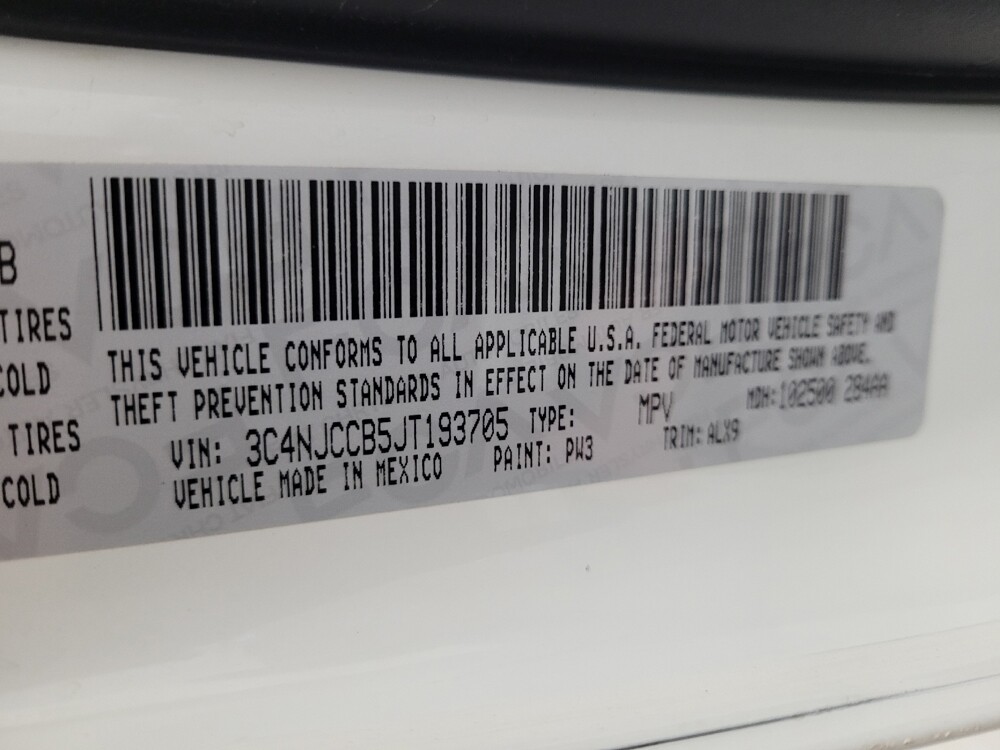 B
TIRES
COLD
TIRES
COLD
THIS VEHICLE CONFORMS TO ALL APPLICABLE U.S.A. FEDERAL MOTOR VEHICLE SAFETY AND
THEFT PREVENTION STANDARDS IN EFFECT ON THE DATE OF MANUFACTURE SHOWN ABOVE.
VIN: 3C4NJCCB5JT193705 TYPE: MPV MDH:102500 284AA
VEHICLE MADE IN MEXICO PAINT: PW3 TRIM: ALX9